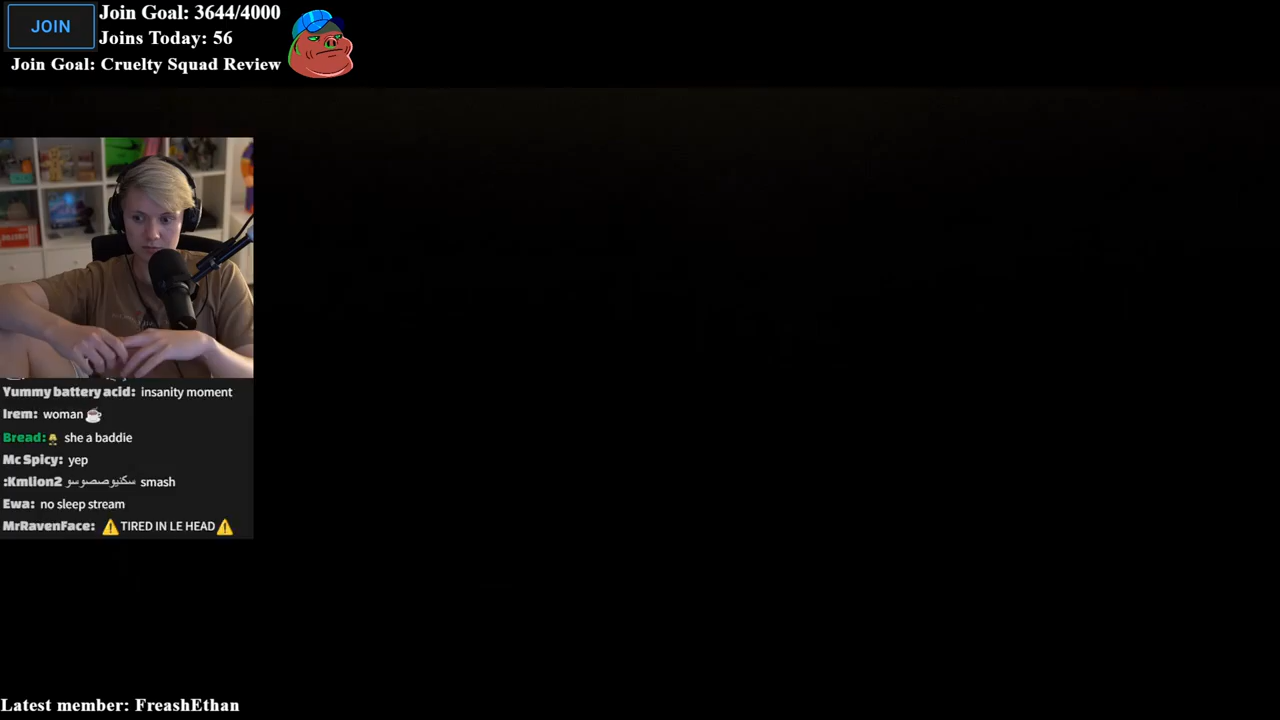 JOIN
Join Goal: 3644/4000
Joins Today: 56
Join Goal: Cruelty Squad Review
Yummy battery acid: insanity moment
Irem: woman ☕
Bread: she a baddie
Mc Spicy: yep
:Kmlion2 smash
Ewa: no sleep stream
MrRavenFace: ⚠️TIRED IN LE HEAD⚠️
Latest member: FreashEthan